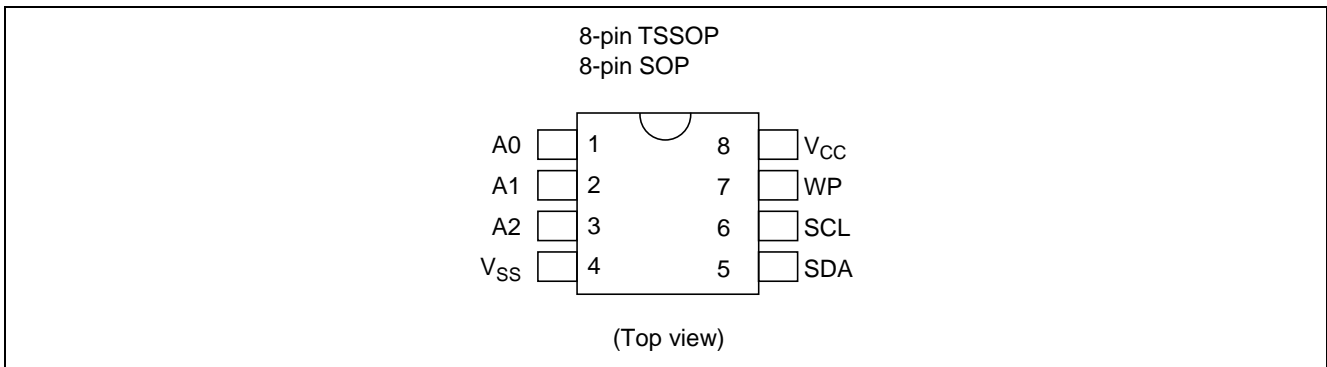 8-pin TSSOP
8-pin SOP
A0 1 8 VCC
A1 2 7 WP
A2 3 6 SCL
VSS 4 5 SDA
(Top view)